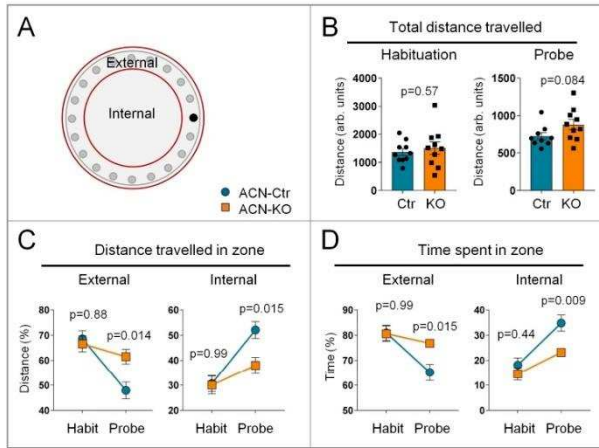 A
External
Internal
ACN-Ctr
ACN-KO
B
Total distance travelled
Habituation
Probe
Distance (arb. units)
4000
3000
2000
1000
0
p=0.57
Ctr KO
Distance (arb. units)
1500
1000
500
0
p=0.084
Ctr KO
C
Distance travelled in zone
External
Internal
Distance (%)
80
70
60
50
40
p=0.88
p=0.014
Habit Probe
60
50
40
30
20
p=0.99
p=0.015
Habit Probe
D
Time spent in zone
External
Internal
Time (%)
90
80
70
60
50
p=0.99
p=0.015
Habit Probe
40
30
20
10
0
p=0.44
p=0.009
Habit Probe